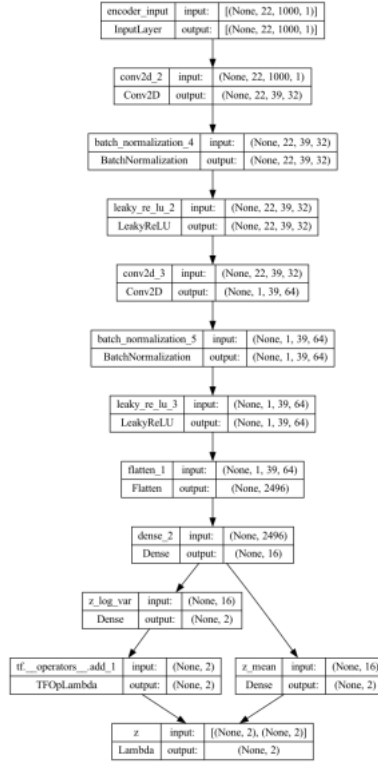 encoder_input input: [(None, 22, 1000, 1)]
InputLayer output: [(None, 22, 1000, 1)]
conv2d_2 input: (None, 22, 1000, 1)
Conv2D output: (None, 22, 39, 32)
batch_normalization_4 input: (None, 22, 39, 32)
BatchNormalization output: (None, 22, 39, 32)
leaky_re_lu_2 input: (None, 22, 39, 32)
LeakyReLU output: (None, 22, 39, 32)
conv2d_3 input: (None, 22, 39, 32)
Conv2D output: (None, 1, 39, 64)
batch_normalization_5 input: (None, 1, 39, 64)
BatchNormalization output: (None, 1, 39, 64)
leaky_re_lu_3 input: (None, 1, 39, 64)
LeakyReLU output: (None, 1, 39, 64)
flatten_1 input: (None, 1, 39, 64)
Flatten output: (None, 2496)
dense_2 input: (None, 2496)
Dense output: (None, 16)
z_log_var input: (None, 16)
Dense output: (None, 2)
tf.__operators__.add_1 input: (None, 2) z_mean input: (None, 16)
TFOpLambda output: (None, 2) Dense output: (None, 2)
z input: [(None, 2), (None, 2)]
Lambda output: (None, 2)